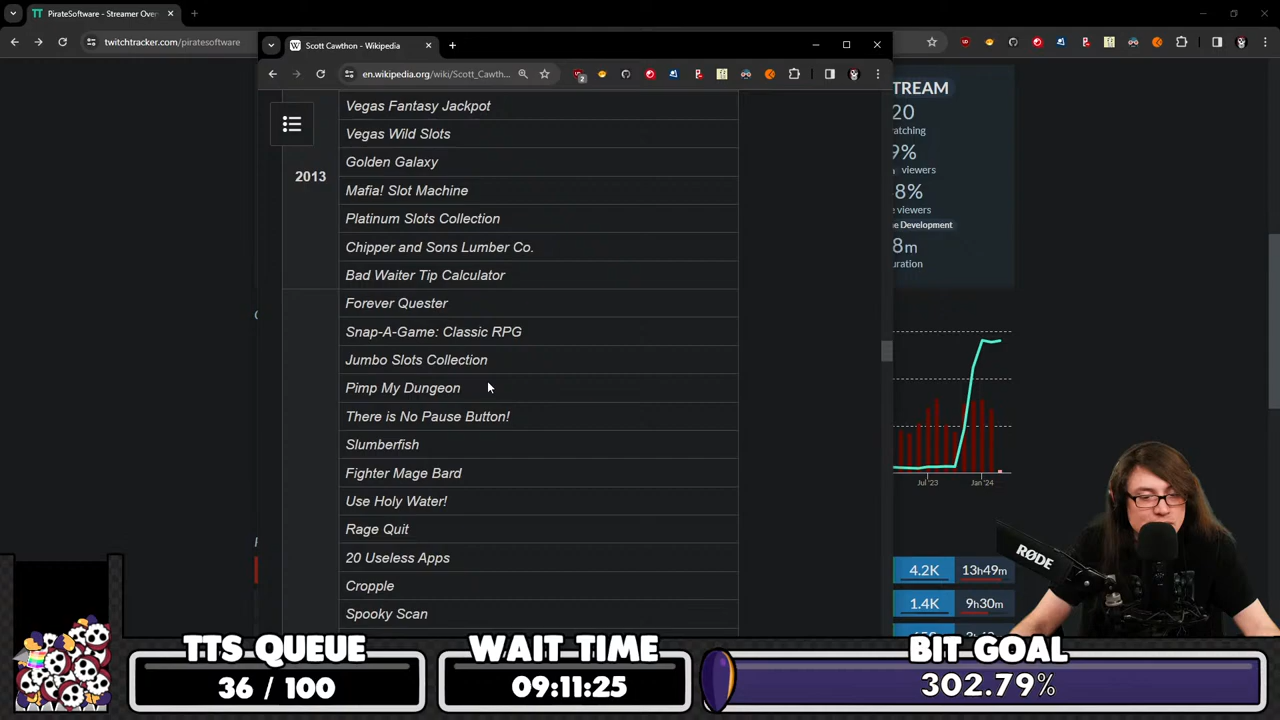 PirateSoftware - Streamer Over
twitchtracker.com/piratesoftware
Scott Cawthon - Wikipedia
en.wikipedia.org/wiki/Scott_Cawth...
2
Vegas Fantasy Jackpot
Vegas Wild Slots
Golden Galaxy
2013
Mafia! Slot Machine
Platinum Slots Collection
Chipper and Sons Lumber Co.
Bad Waiter Tip Calculator
Forever Quester
Snap-A-Game: Classic RPG
Jumbo Slots Collection
Pimp My Dungeon
There is No Pause Button!
Slumberfish
Fighter Mage Bard
Use Holy Water!
Rage Quit
20 Useless Apps
Cropple
Spooky Scan
TREAM
20
atching
9%
viewers
8%
e viewers
e Development
8m
uration
Jul '23
Jan '24
4.2K
13h49m
1.4K
9h30m
RØDE
TTS QUEUE
36 / 100
WAIT TIME
09:11:25
BIT GOAL
302.79%